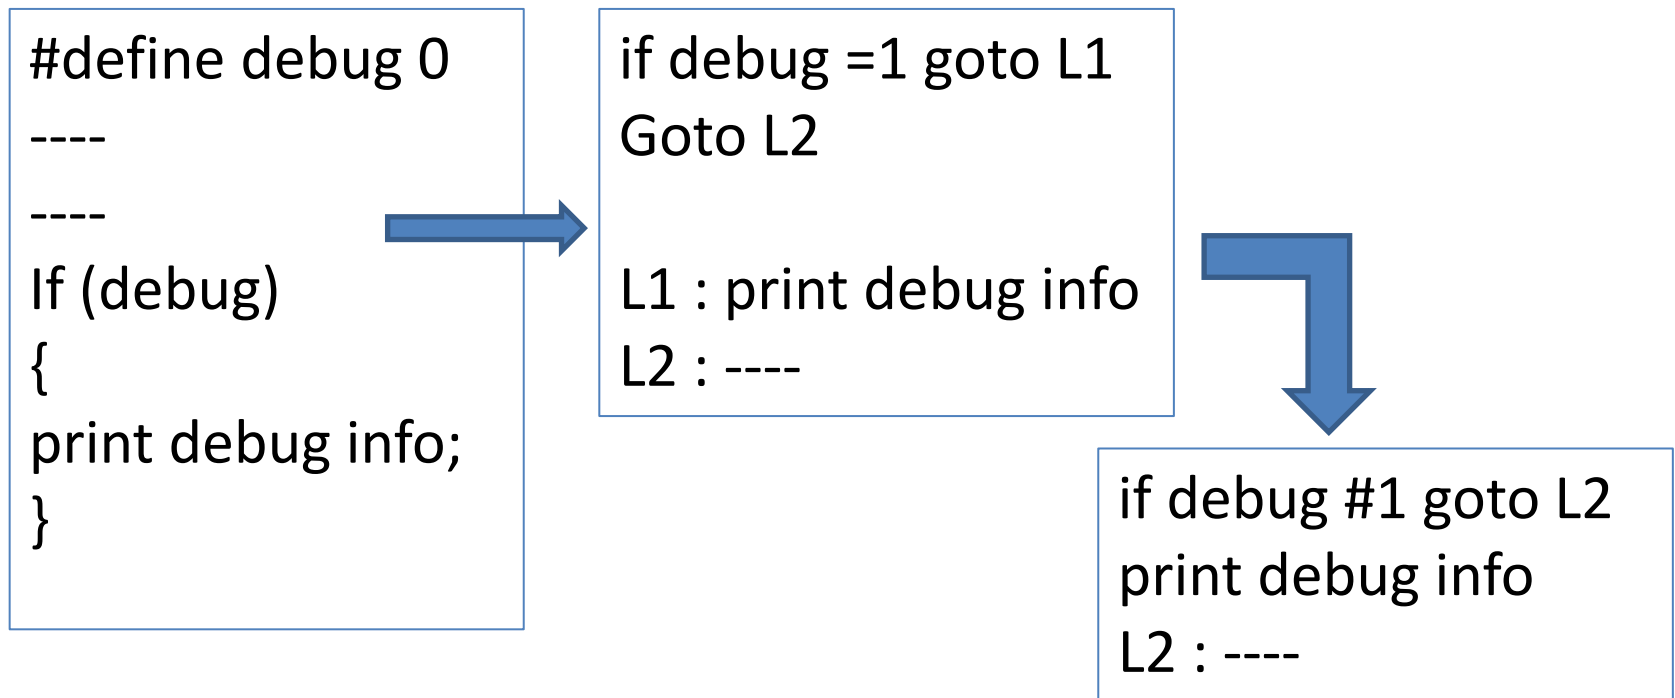 #define debug 0
----
----
If (debug)
{
print debug info;
}
if debug =1 goto L1
Goto L2
L1 : print debug info
L2 : ----
if debug #1 goto L2
print debug info
L2 : ----